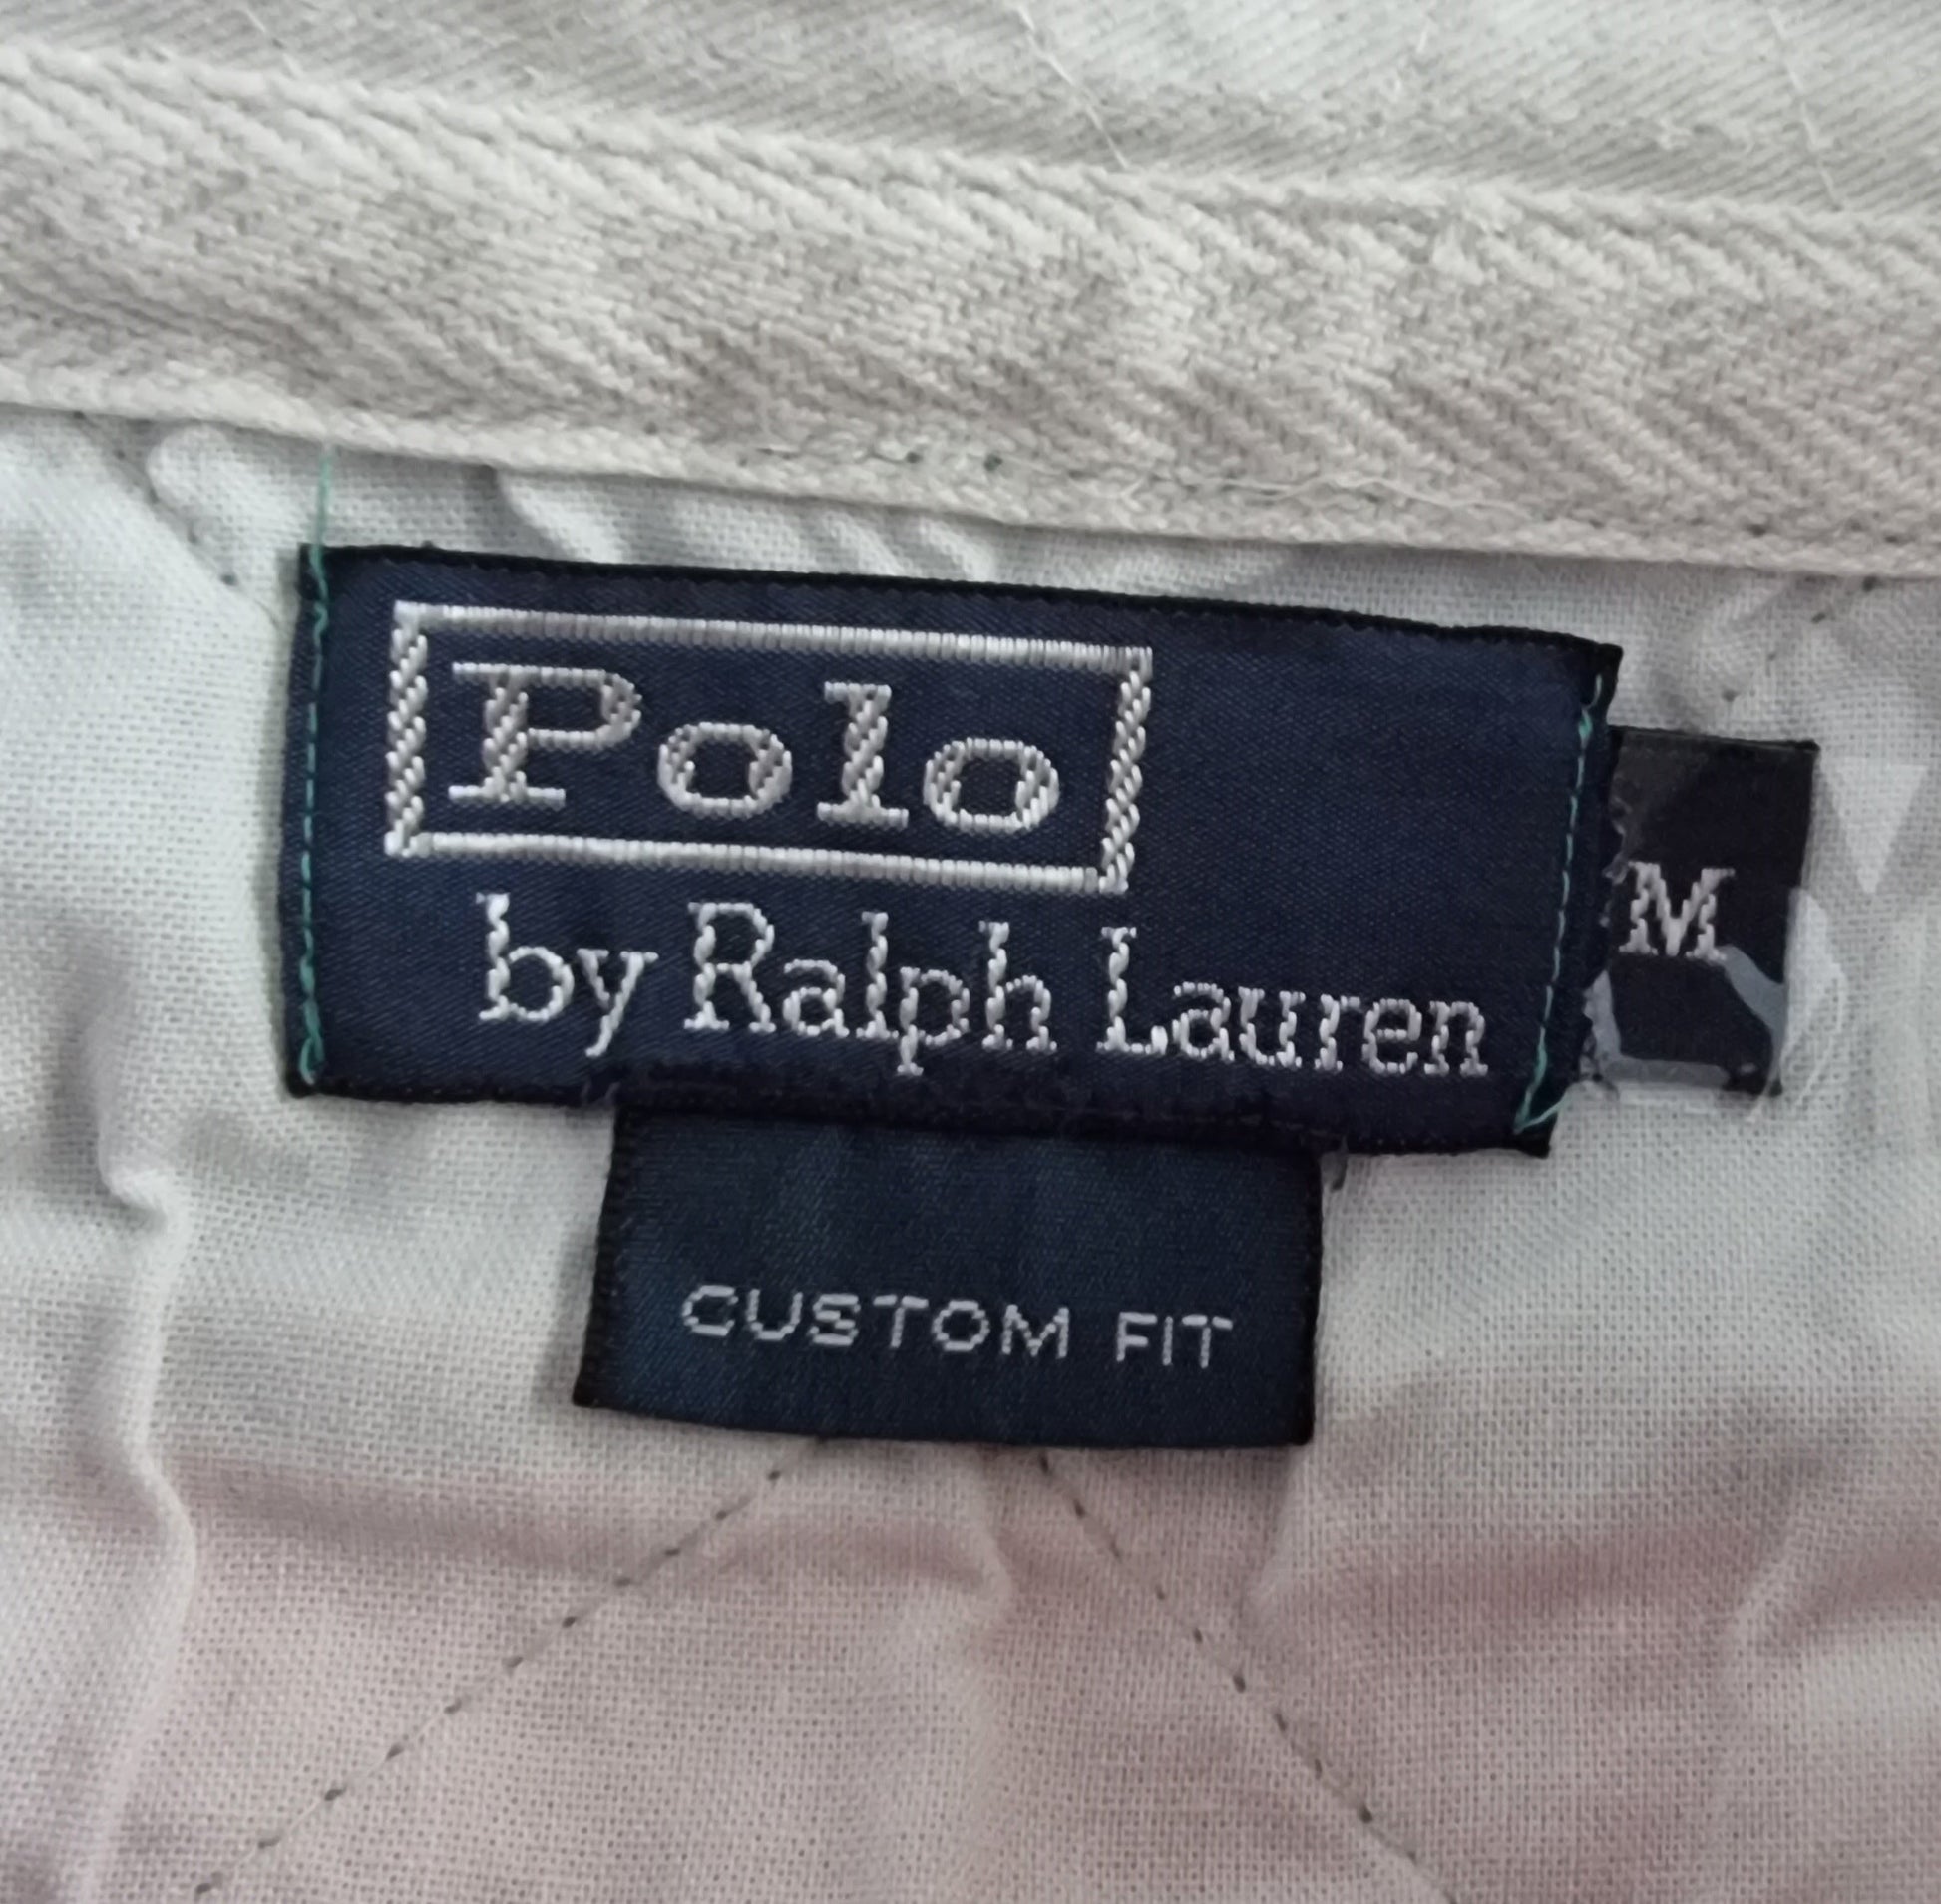 Polo
by Ralph Lauren
M
CUSTOM FIT